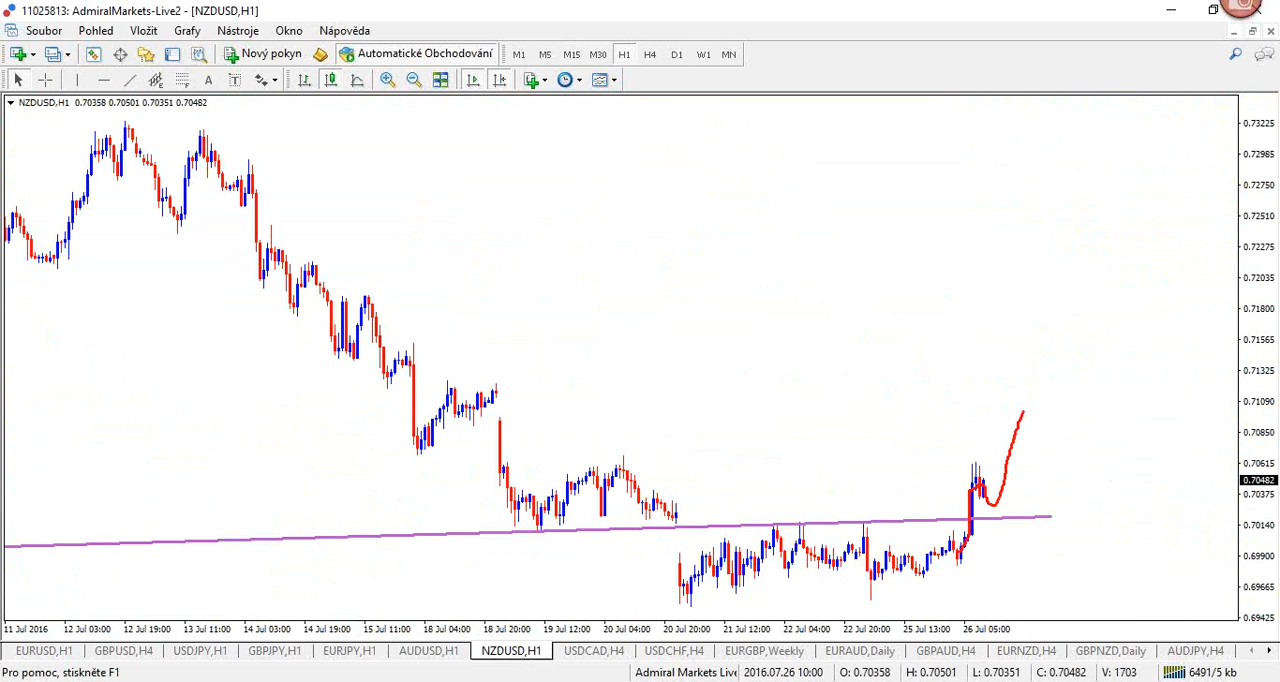 11025813: AdmiralMarkets-Live2 - [NZDUSD,H1]
Soubor Pohled Vložit Grafy Nástroje Okno Nápověda
Nový pokyn Automatické Obchodování M1 M5 M15 M30 H1 H4 D1 W1 MN
A T
NZDUSD,H1 0.70358 0.70501 0.70351 0.70482
0.73225
0.72985
0.72750
0.72510
0.72275
0.72035
0.71800
0.71565
0.71325
0.71090
0.70850
0.70615
0.70482
0.70375
0.70140
0.69900
0.69665
0.69425
11 Jul 2016 12 Jul 03:00 12 Jul 19:00 13 Jul 11:00 14 Jul 03:00 14 Jul 19:00 15 Jul 11:00 18 Jul 04:00 18 Jul 20:00 19 Jul 12:00 20 Jul 04:00 20 Jul 20:00 21 Jul 12:00 22 Jul 04:00 22 Jul 20:00 25 Jul 13:00 26 Jul 05:00
EURUSD,H1 GBPUSD,H4 USDJPY,H1 GBPJPY,H1 EURJPY,H1 AUDUSD,H1 NZDUSD,H1 USDCAD,H4 USDCHF,H4 EURGBP,Weekly EURAUD,Daily GBPAUD,H4 EURNZD,H4 GBPNZD,Daily AUDJPY,H4
Pro pomoc, stiskněte F1 Admiral Markets Live 2016.07.26 10:00 O: 0.70358 H: 0.70501 L: 0.70351 C: 0.70482 V: 1703 6491/5 kb